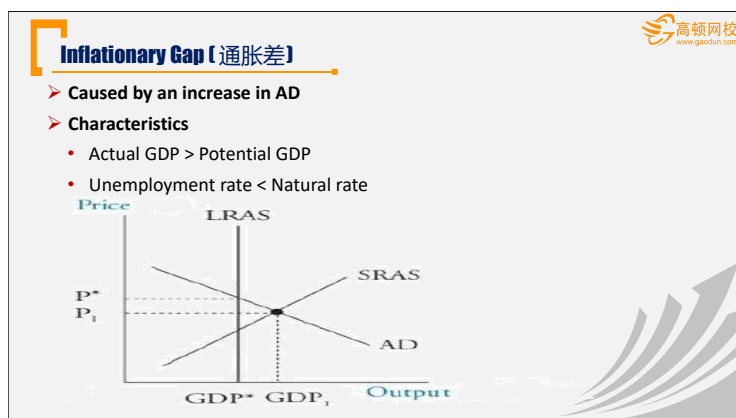 高顿网校
www.gaodun.com
Inflationary Gap ( 通胀差)
Caused by an increase in AD
Characteristics
Actual GDP > Potential GDP
Unemployment rate < Natural rate
Price
LRAS
SRAS
P*
P₁
AD
GDP* GDP₁ Output